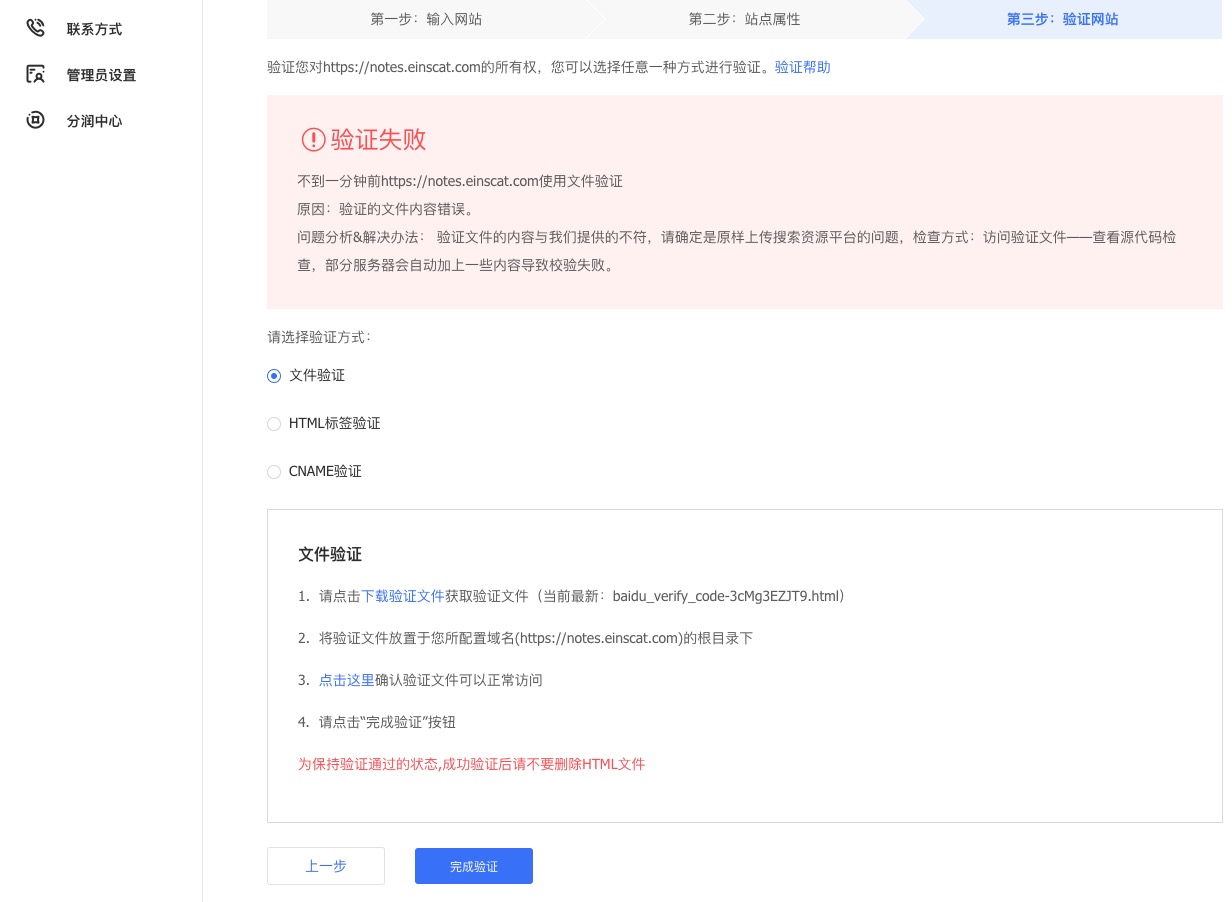 联系方式
管理员设置
分润中心
第一步：输入网站
第二步：站点属性
第三步：验证网站
验证您对https://notes.einscat.com的所有权，您可以选择任意一种方式进行验证。验证帮助
验证失败
不到一分钟前https://notes.einscat.com使用文件验证
原因：验证的文件内容错误。
问题分析&解决办法： 验证文件的内容与我们提供的不符，请确定是原样上传搜索资源平台的问题，检查方式：访问验证文件——查看源代码检
查，部分服务器会自动加上一些内容导致校验失败。
请选择验证方式：
文件验证
HTML标签验证
CNAME验证
文件验证
1. 请点击下载验证文件获取验证文件（当前最新：baidu_verify_code-3cMg3EZJT9.html）
2. 将验证文件放置于您所配置域名(https://notes.einscat.com)的根目录下
3. 点击这里确认验证文件可以正常访问
4. 请点击“完成验证”按钮
为保持验证通过的状态,成功验证后请不要删除HTML文件
上一步
完成验证